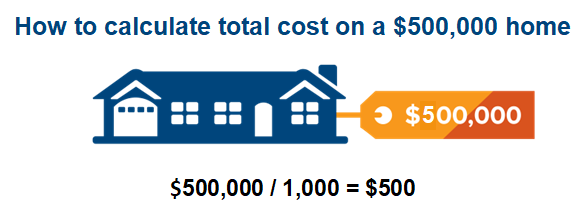 How to calculate total cost on a $500,000 home
$500,000
$500,000 / 1,000 = $500